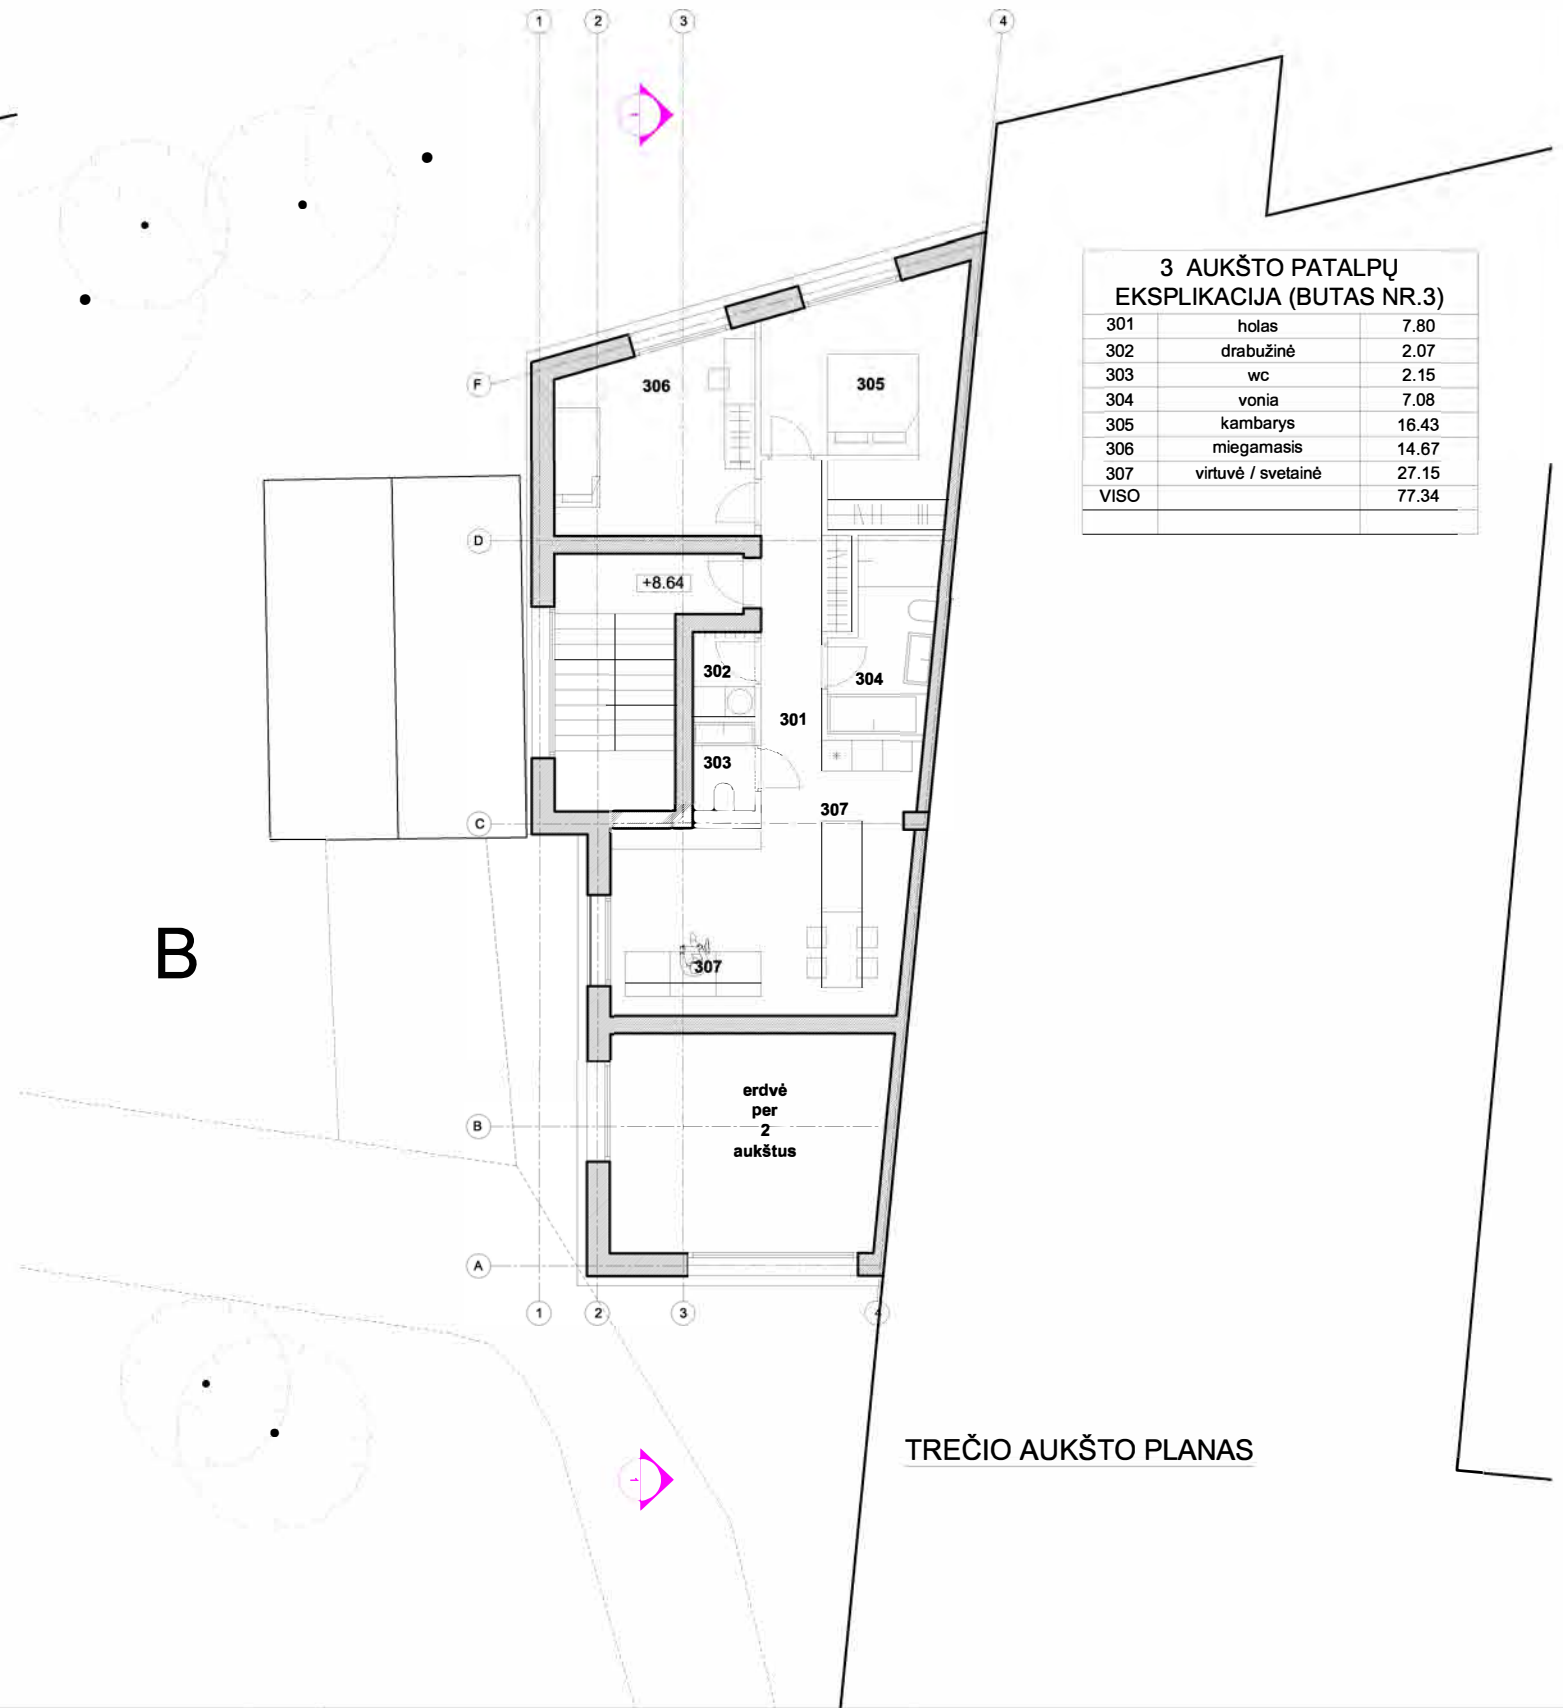 1 2 3 4
1
3 AUKŠTO PATALPŲ
EKSPLIKACIJA (BUTAS NR.3)
301 holas 7.80
302 drabužinė 2.07
303 wc 2.15
304 vonia 7.08
305 kambarys 16.43
306 miegamasis 14.67
307 virtuvė / svetainė 27.15
VISO 77.34
F
306
305
D
+8.64
302
304
301
303
307
C
B
307
erdvė
per
2
aukštus
B
A
1 2 3 4
TREČIO AUKŠTO PLANAS
1